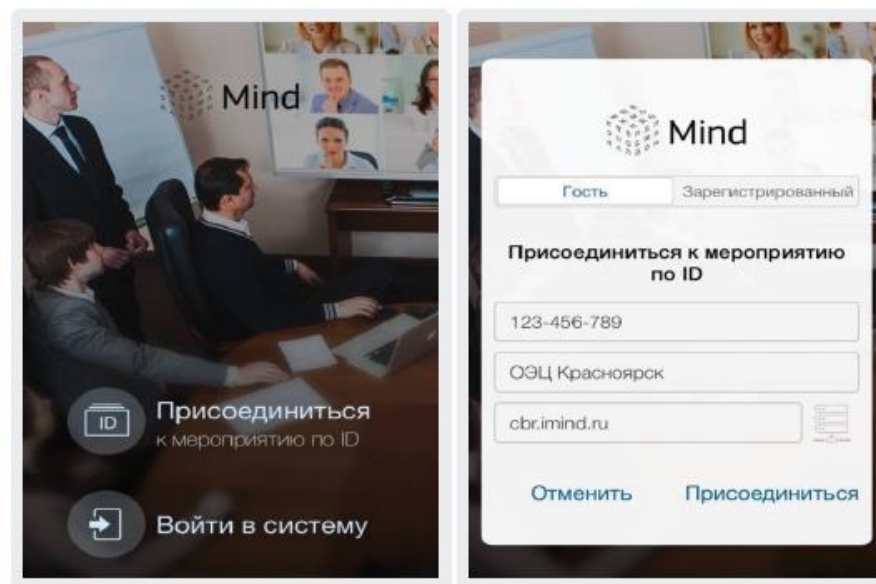 Mind
ID
Присоединиться
к мероприятию по ID
Войти в систему
Mind
Гость Зарегистрированный
Присоединиться к мероприятию
по ID
123-456-789
ОЭЦ Красноярск
cbr.imind.ru
Отменить Присоединиться